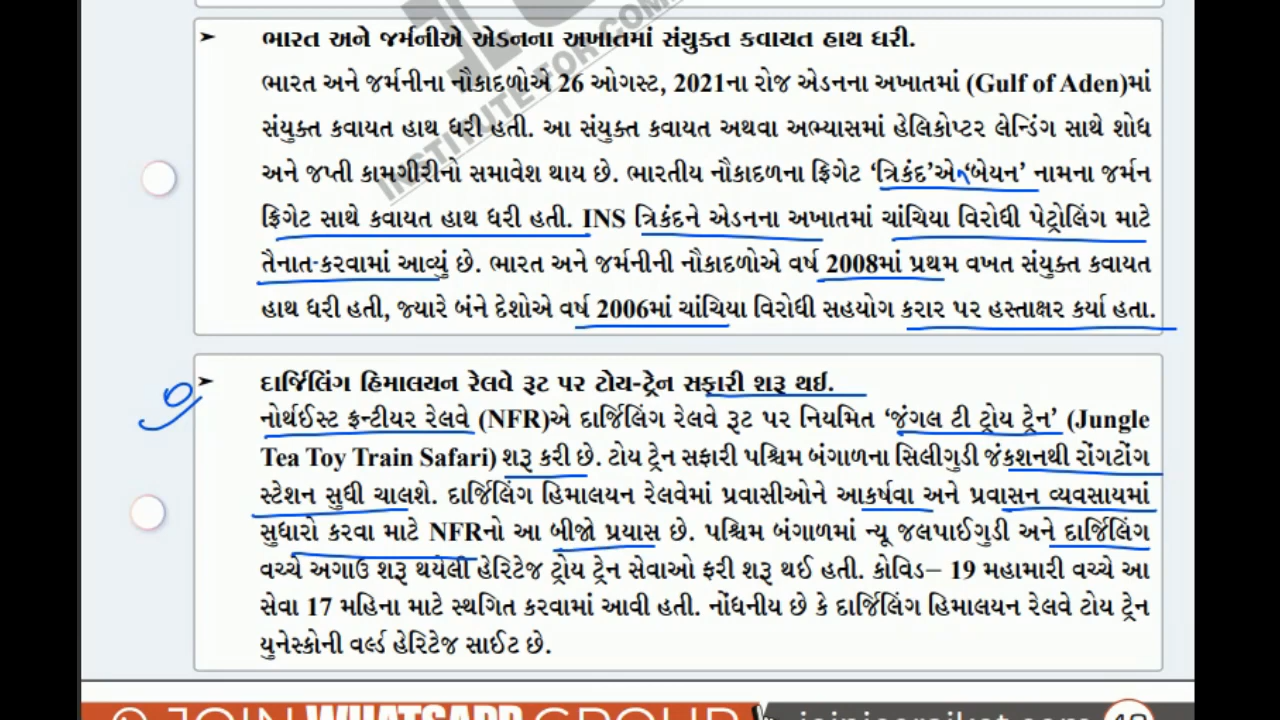 ➤ ભારત અને જર્મનીએ એડનના અખાતમાં સંયુક્ત કવાયત હાથ ધરી.
ભારત અને જર્મનીના નૌકાદળોએ 26 ઓગસ્ટ, 2021ના રોજ એડનના અખાતમાં (Gulf of Aden)માં
સંયુક્ત કવાયત હાથ ધરી હતી. આ સંયુક્ત કવાયત અથવા અભ્યાસમાં હેલિકોપ્ટર લેન્ડિંગ સાથે શોધ
અને જપ્તી કામગીરીનો સમાવેશ થાય છે. ભારતીય નૌકાદળના ફ્રિગેટ ‘ત્રિકંદ’એ ‘બેયન’ નામના જર્મન
ફ્રિગેટ સાથે કવાયત હાથ ધરી હતી. INS ત્રિકંદને એડનના અખાતમાં ચાંચિયા વિરોધી પેટ્રોલિંગ માટે
તૈનાત કરવામાં આવ્યું છે. ભારત અને જર્મનીની નૌકાદળોએ વર્ષ 2008માં પ્રથમ વખત સંયુક્ત કવાયત
હાથ ધરી હતી, જ્યારે બંને દેશોએ વર્ષ 2006માં ચાંચિયા વિરોધી સહયોગ કરાર પર હસ્તાક્ષર કર્યા હતા.
➤ દાર્જિલિંગ હિમાલયન રેલવે રૂટ પર ટોય-ટ્રેન સફારી શરૂ થઈ.
નોર્થઈસ્ટ ફ્રન્ટીયર રેલવે (NFR)એ દાર્જિલિંગ રેલવે રૂટ પર નિયમિત ‘જંગલ ટી ટ્રોય ટ્રેન’ (Jungle
Tea Toy Train Safari) શરૂ કરી છે. ટોય ટ્રેન સફારી પશ્ચિમ બંગાળના સિલીગુડી જંકશનથી રોંગટોંગ
સ્ટેશન સુધી ચાલશે. દાર્જિલિંગ હિમાલયન રેલવેમાં પ્રવાસીઓને આકર્ષવા અને પ્રવાસન વ્યવસાયમાં
સુધારો કરવા માટે NFRનો આ બીજો પ્રયાસ છે. પશ્ચિમ બંગાળમાં ન્યૂ જલપાઈગુડી અને દાર્જિલિંગ
વચ્ચે અગાઉ શરૂ થયેલી હેરિટેજ ટ્રોય ટ્રેન સેવાઓ ફરી શરૂ થઈ હતી. કોવિડ– 19 મહામારી વચ્ચે આ
સેવા 17 મહિના માટે સ્થગિત કરવામાં આવી હતી. નોંધનીય છે કે દાર્જિલિંગ હિમાલયન રેલવે ટોય ટ્રેન
યુનેસ્કોની વર્લ્ડ હેરિટેજ સાઈટ છે.
JOIN WHATSAPP GROUP